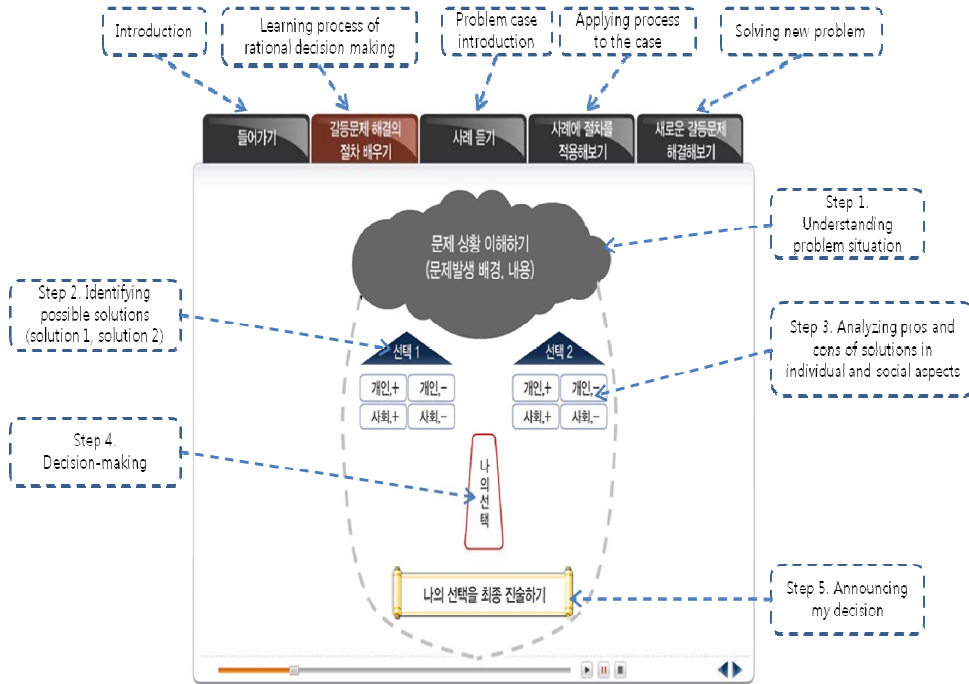 Introduction
Learning process of
rational decision making
Problem case
introduction
Applying process
to the case
Solving new problem
들어가기
갈등문제 해결의
절차 배우기
사례 듣기
사례에 절차를
적용해보기
새로운 갈등문제
해결해보기
Step 1.
Understanding
problem situation
문제 상황 이해하기
(문제발생 배경, 내용)
Step 2. Identifying
possible solutions
(solution 1, solution 2)
선택 1
선택 2
Step 3. Analyzing pros and
cons of solutions in
individual and social aspects
개인,+ 개인,-
사회,+ 사회,-
개인,+ 개인,-
사회,+ 사회,-
Step 4.
Decision-making
나의선택
나의 선택을 최종 진술하기
Step 5. Announcing
my decision